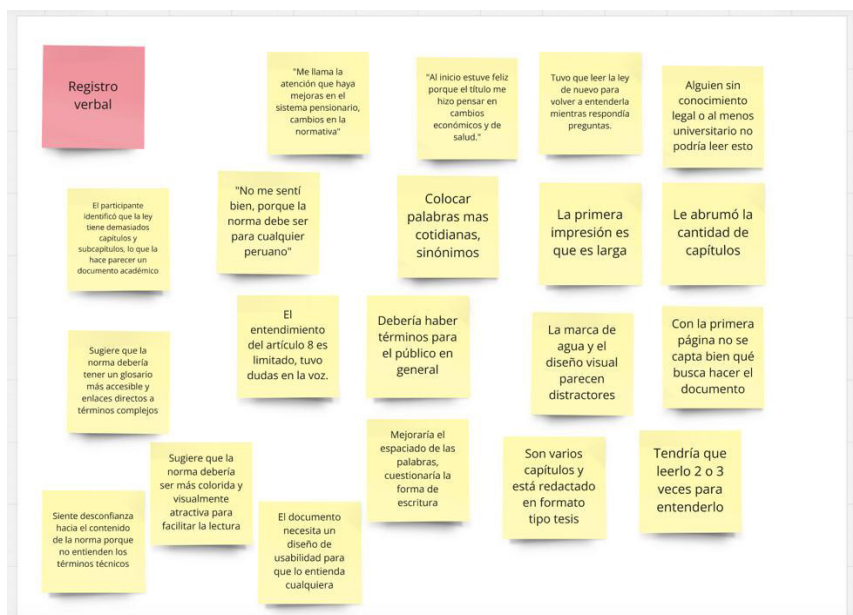 Registro
verbal
"Me llama la
atención que haya
mejoras en el
sistema pensionario,
cambios en la
normativa"
"Al inicio estuve feliz
porque el título me
hizo pensar en
cambios
económicos y de
salud."
Tuvo que leer la ley
de nuevo para
volver a entenderla
mientras respondía
preguntas.
Alguien sin
conocimiento
legal o al menos
universitario no
podría leer esto
El participante
identificó que la ley
tiene demasiados
capítulos y
subcapítulos, lo que la
hace parecer un
documento académico
"No me sentí
bien, porque la
norma debe ser
para cualquier
peruano"
Colocar
palabras mas
cotidianas,
sinónimos
La primera
impresión es
que es larga
Le abrumó la
cantidad de
capítulos
Sugiere que la
norma debería
tener un glosario
más accesible y
enlaces directos a
términos complejos
El
entendimiento
del artículo 8 es
limitado, tuvo
dudas en la voz.
Debería haber
términos para
el público en
general
La marca de
agua y el
diseño visual
parecen
distractores
Con la primera
página no se
capta bien qué
busca hacer el
documento
Siente desconfianza
hacia el contenido
de la norma porque
no entienden los
términos técnicos
Sugiere que la
norma debería
ser más colorida y
visualmente
atractiva para
facilitar la lectura
El documento
necesita un
diseño de
usabilidad para
que lo entienda
cualquiera
Mejoraría el
espaciado de las
palabras,
cuestionaría la
forma de
escritura
Son varios
capítulos y
está redactado
en formato
tipo tesis
Tendría que
leerlo 2 o 3
veces para
entenderlo